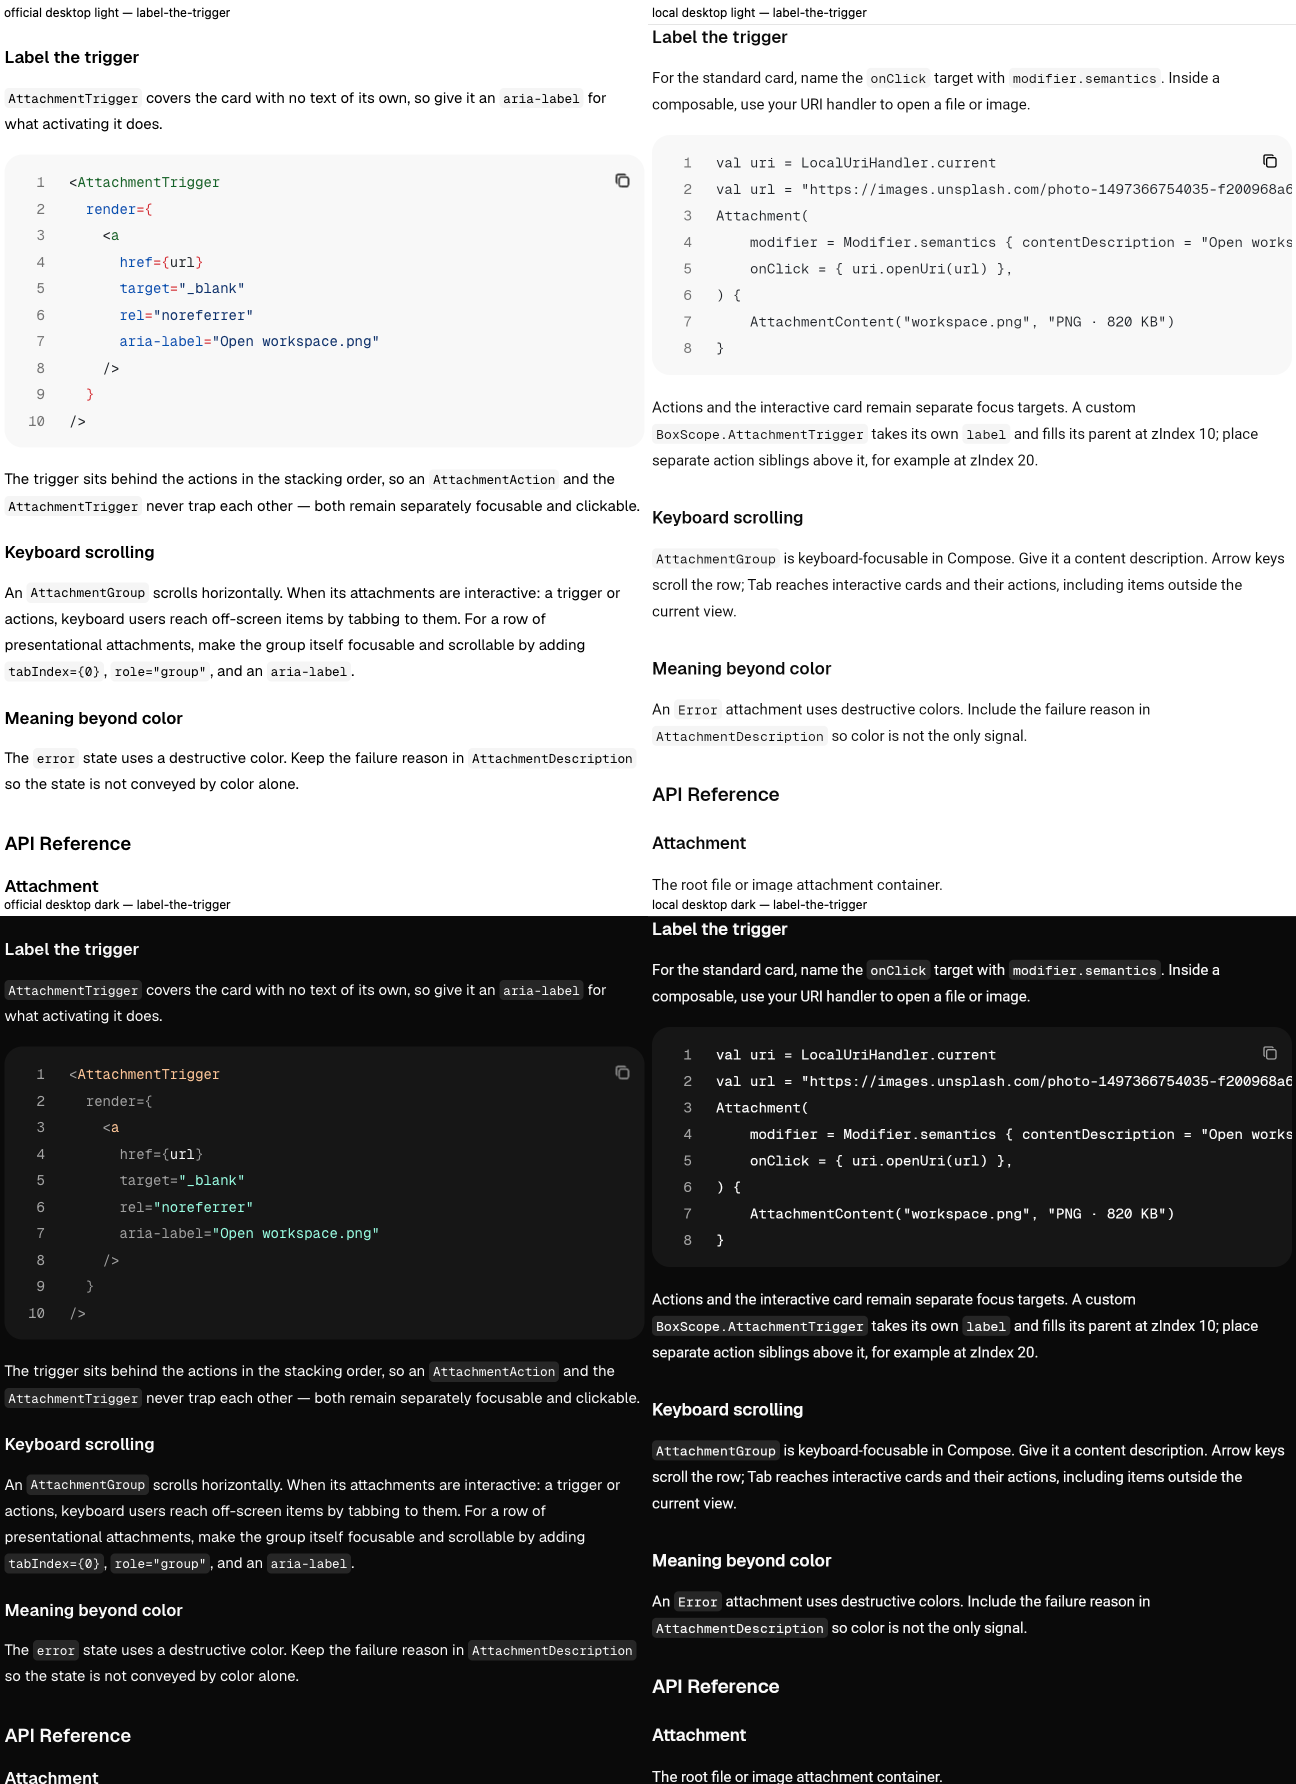 official desktop light — label-the-trigger
Label the trigger
AttachmentTrigger covers the card with no text of its own, so give it an aria-label for
what activating it does.
1 <AttachmentTrigger
2 render={
3 <a
4 href={url}
5 target="_blank"
6 rel="noreferrer"
7 aria-label="Open workspace.png"
8 />
9 }
10 />
The trigger sits behind the actions in the stacking order, so an AttachmentAction and the
AttachmentTrigger never trap each other — both remain separately focusable and clickable.
Keyboard scrolling
An AttachmentGroup scrolls horizontally. When its attachments are interactive: a trigger or
actions, keyboard users reach off-screen items by tabbing to them. For a row of
presentational attachments, make the group itself focusable and scrollable by adding
tabIndex={0}, role="group", and an aria-label.
Meaning beyond color
The error state uses a destructive color. Keep the failure reason in AttachmentDescription
so the state is not conveyed by color alone.
API Reference
Attachment
local desktop light — label-the-trigger
Label the trigger
For the standard card, name the onClick target with modifier.semantics. Inside a
composable, use your URI handler to open a file or image.
1 val uri = LocalUriHandler.current
2 val url = "https://images.unsplash.com/photo-1497366754035-f200968a6
3 Attachment(
4 modifier = Modifier.semantics { contentDescription = "Open works
5 onClick = { uri.openUri(url) },
6 ) {
7 AttachmentContent("workspace.png", "PNG · 820 KB")
8 }
Actions and the interactive card remain separate focus targets. A custom
BoxScope.AttachmentTrigger takes its own label and fills its parent at zIndex 10; place
separate action siblings above it, for example at zIndex 20.
Keyboard scrolling
AttachmentGroup is keyboard-focusable in Compose. Give it a content description. Arrow keys
scroll the row; Tab reaches interactive cards and their actions, including items outside the
current view.
Meaning beyond color
An Error attachment uses destructive colors. Include the failure reason in
AttachmentDescription so color is not the only signal.
API Reference
Attachment
The root file or image attachment container.
official desktop dark — label-the-trigger
Label the trigger
AttachmentTrigger covers the card with no text of its own, so give it an aria-label for
what activating it does.
1 <AttachmentTrigger
2 render={
3 <a
4 href={url}
5 target="_blank"
6 rel="noreferrer"
7 aria-label="Open workspace.png"
8 />
9 }
10 />
The trigger sits behind the actions in the stacking order, so an AttachmentAction and the
AttachmentTrigger never trap each other — both remain separately focusable and clickable.
Keyboard scrolling
An AttachmentGroup scrolls horizontally. When its attachments are interactive: a trigger or
actions, keyboard users reach off-screen items by tabbing to them. For a row of
presentational attachments, make the group itself focusable and scrollable by adding
tabIndex={0}, role="group", and an aria-label.
Meaning beyond color
The error state uses a destructive color. Keep the failure reason in AttachmentDescription
so the state is not conveyed by color alone.
API Reference
Attachment
local desktop dark — label-the-trigger
Label the trigger
For the standard card, name the onClick target with modifier.semantics. Inside a
composable, use your URI handler to open a file or image.
1 val uri = LocalUriHandler.current
2 val url = "https://images.unsplash.com/photo-1497366754035-f200968a6
3 Attachment(
4 modifier = Modifier.semantics { contentDescription = "Open works
5 onClick = { uri.openUri(url) },
6 ) {
7 AttachmentContent("workspace.png", "PNG · 820 KB")
8 }
Actions and the interactive card remain separate focus targets. A custom
BoxScope.AttachmentTrigger takes its own label and fills its parent at zIndex 10; place
separate action siblings above it, for example at zIndex 20.
Keyboard scrolling
AttachmentGroup is keyboard-focusable in Compose. Give it a content description. Arrow keys
scroll the row; Tab reaches interactive cards and their actions, including items outside the
current view.
Meaning beyond color
An Error attachment uses destructive colors. Include the failure reason in
AttachmentDescription so color is not the only signal.
API Reference
Attachment
The root file or image attachment container.